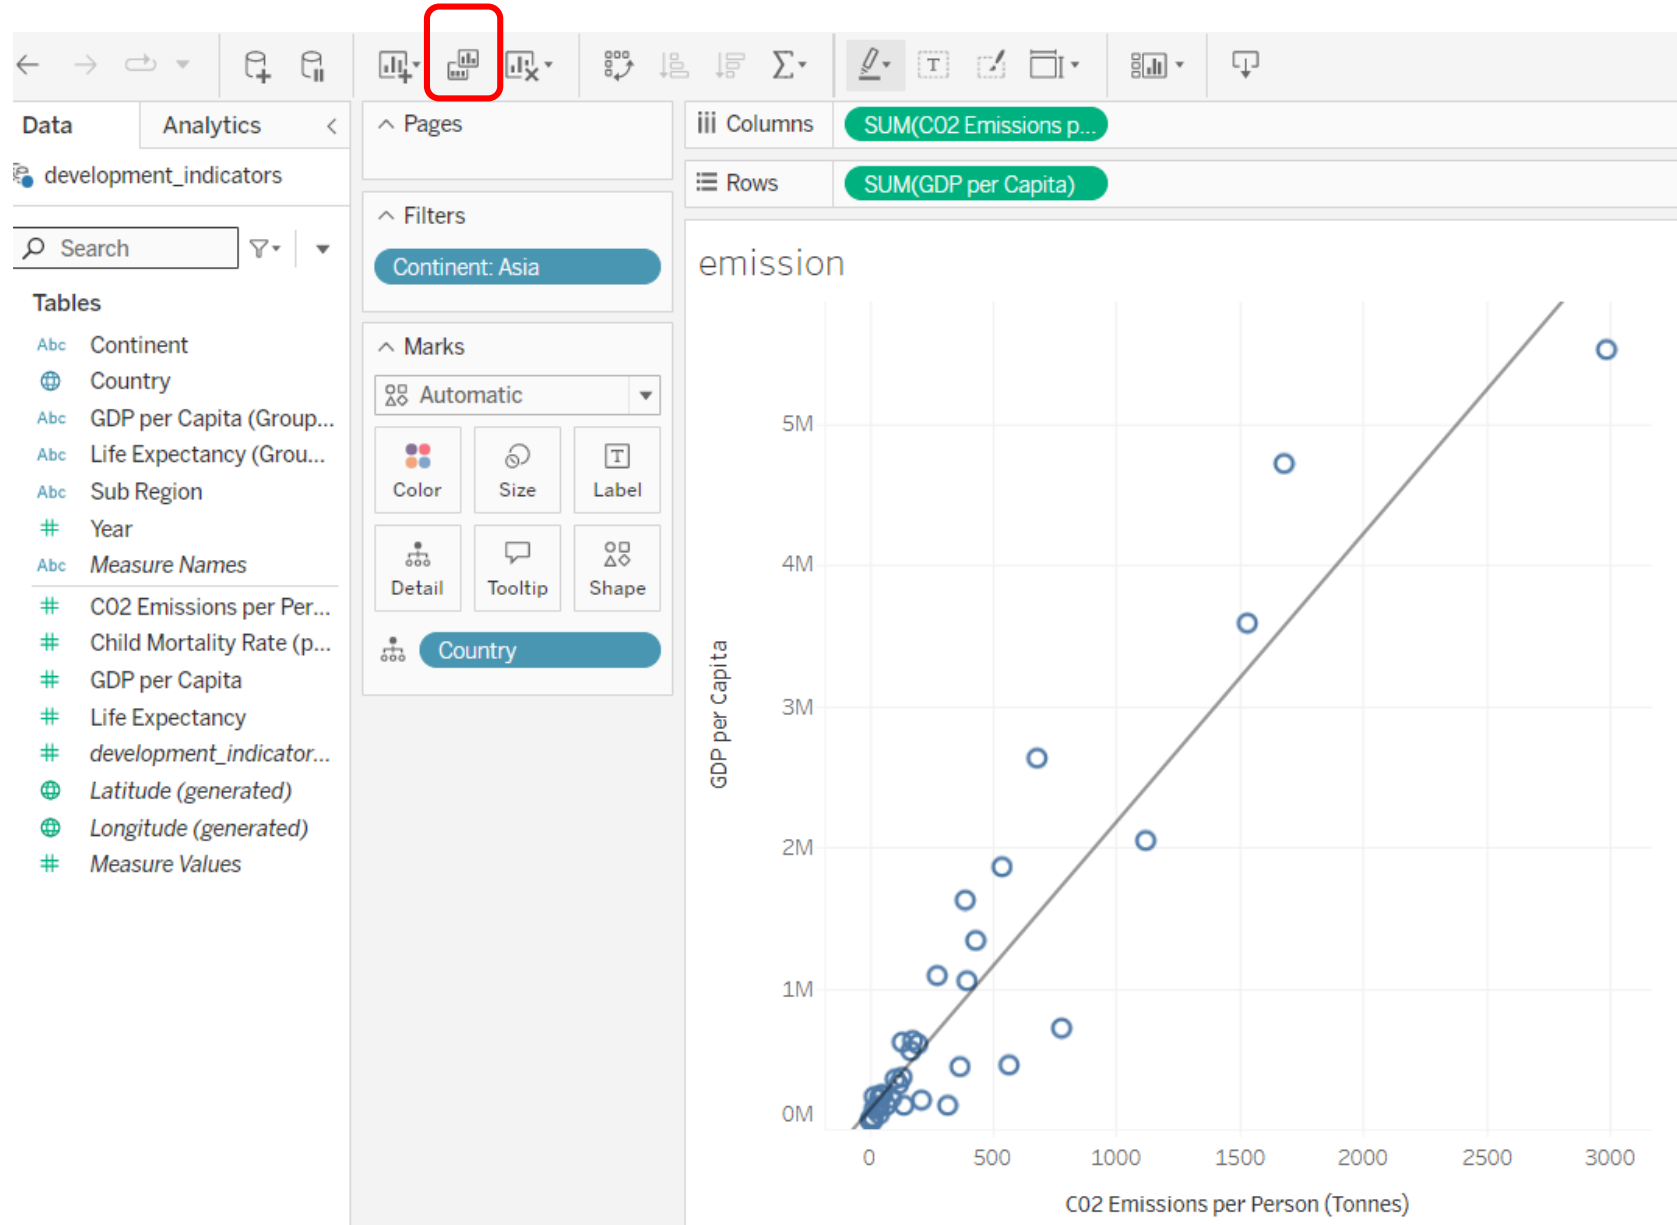 Data
Analytics
development_indicators
Search
Tables
Abc Continent
Country
Abc GDP per Capita (Group...
Abc Life Expectancy (Grou...
Abc Sub Region
Year
Abc Measure Names
C02 Emissions per Per...
Child Mortality Rate (p...
GDP per Capita
Life Expectancy
development_indicator...
Latitude (generated)
Longitude (generated)
Measure Values
Pages
Filters
Continent: Asia
Marks
Automatic
Color Size Label
Detail Tooltip Shape
Country
Columns SUM(C02 Emissions p...
Rows SUM(GDP per Capita)
emission
GDP per Capita
5M
4M
3M
2M
1M
0M
0 500 1000 1500 2000 2500 3000
C02 Emissions per Person (Tonnes)